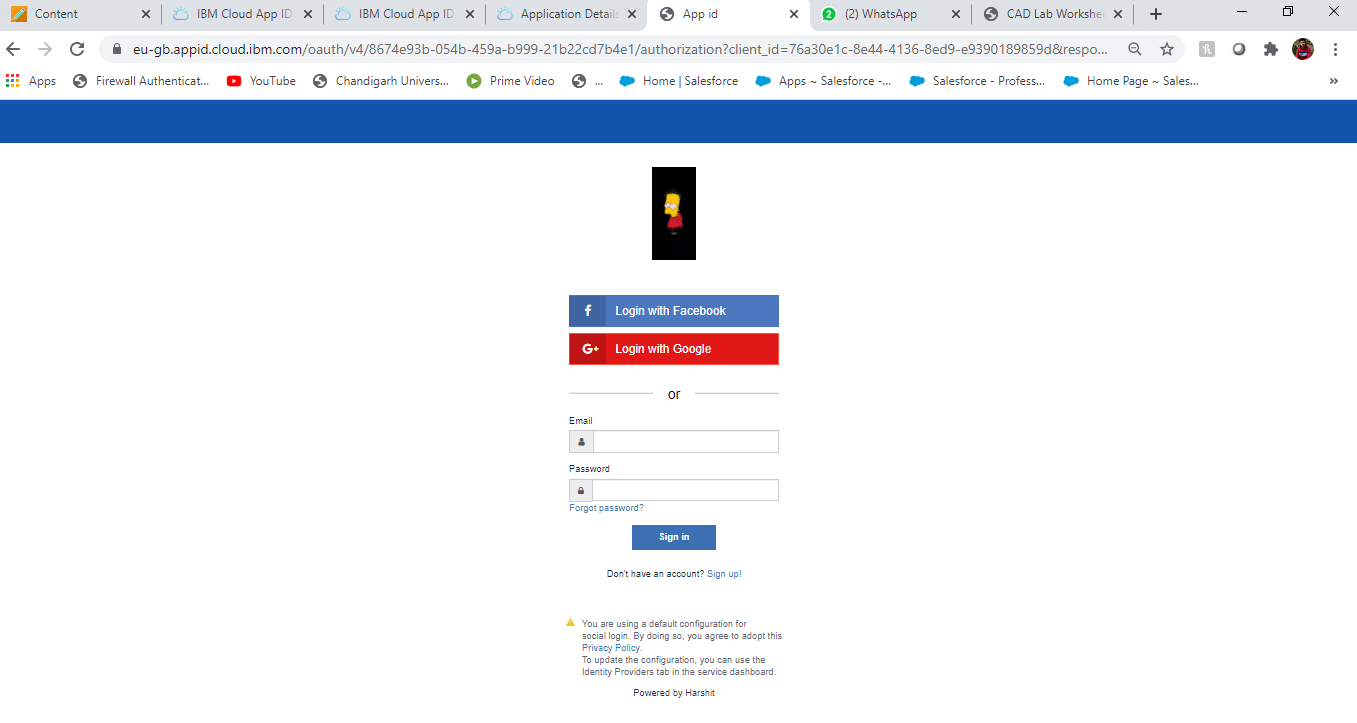 Content IBM Cloud App ID IBM Cloud App ID Application Details App id (2) WhatsApp CAD Lab Workshee
eu-gb.appid.cloud.ibm.com/oauth/v4/8674e93b-054b-459a-b999-21b22cd7b4e1/authorization?client_id=76a30e1c-8e44-4136-8ed9-e9390189859d&respo...
Apps Firewall Authenticat... YouTube Chandigarh Univers... Prime Video ... Home | Salesforce Apps ~ Salesforce -... Salesforce - Profess... Home Page ~ Sales... »
f Login with Facebook
G+ Login with Google
or
Email
Password
Forgot password?
Sign in
Don't have an account? Sign up!
You are using a default configuration for
social login. By doing so, you agree to adopt this
Privacy Policy.
To update the configuration, you can use the
Identity Providers tab in the service dashboard.
Powered by Harshit